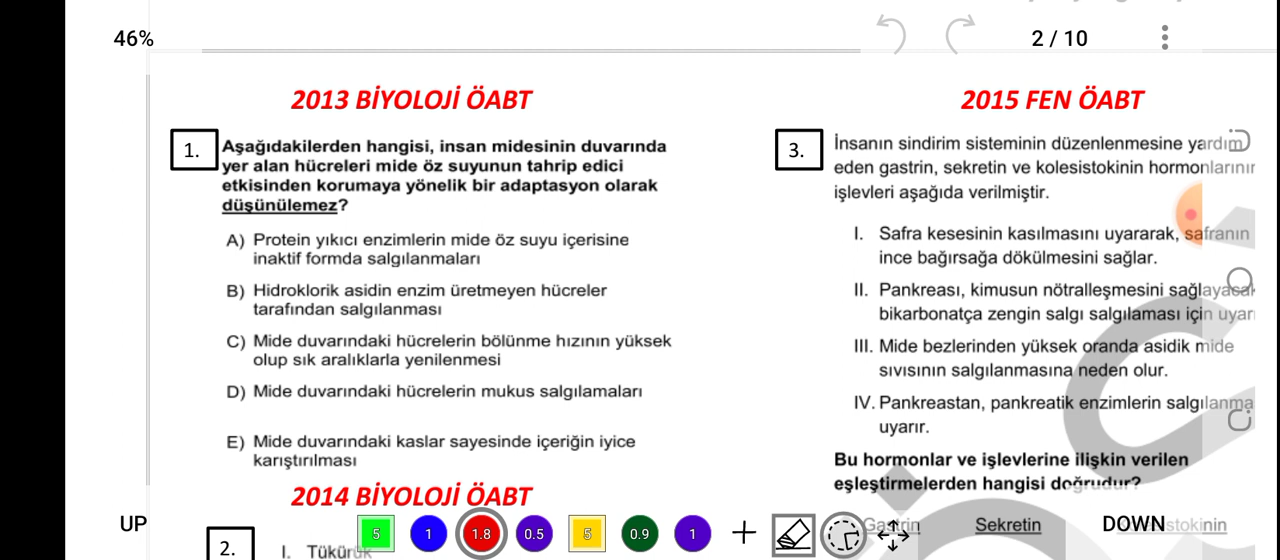 46%
2 / 10
2013 BİYOLOJİ ÖABT
1.
Aşağıdakilerden hangisi, insan midesinin duvarında
yer alan hücreleri mide öz suyunun tahrip edici
etkisinden korumaya yönelik bir adaptasyon olarak
düşünülemez?
A) Protein yıkıcı enzimlerin mide öz suyu içerisine
inaktif formda salgılanmaları
B) Hidroklorik asidin enzim üretmeyen hücreler
tarafından salgılanması
C) Mide duvarındaki hücrelerin bölünme hızının yüksek
olup sık aralıklarla yenilenmesi
D) Mide duvarındaki hücrelerin mukus salgılamaları
E) Mide duvarındaki kaslar sayesinde içeriğin iyice
karıştırılması
2014 BİYOLOJİ ÖABT
2.
I. Tükürük
2015 FEN ÖABT
3.
İnsanın sindirim sisteminin düzenlenmesine yardım
eden gastrin, sekretin ve kolesistokinin hormonlarının
işlevleri aşağıda verilmiştir.
I. Safra kesesinin kasılmasını uyararak, safranın
ince bağırsağa dökülmesini sağlar.
II. Pankreası, kimusun nötralleşmesini sağlayacak
bikarbonatça zengin salgı salgılaması için uyarı
III. Mide bezlerinden yüksek oranda asidik mide
sıvısının salgılanmasına neden olur.
IV. Pankreastan, pankreatik enzimlerin salgılanma
uyarır.
Bu hormonlar ve işlevlerine ilişkin verilen
eşleştirmelerden hangisi doğrudur?
Gastrin Sekretin stokinin
UP
5 1 1.8 0.5 5 0.9 1
DOWN